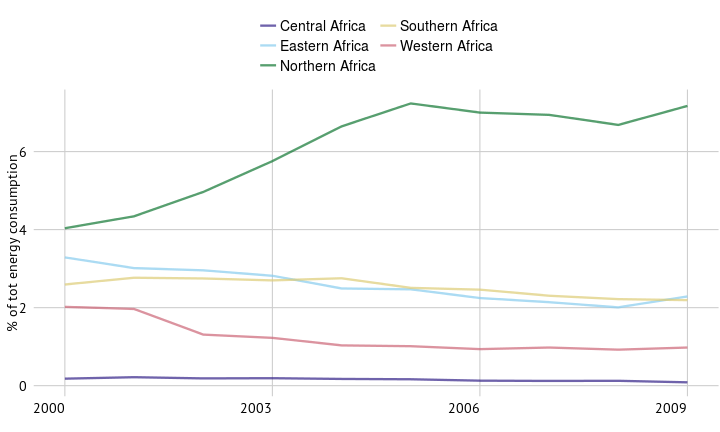 Central Africa
Southern Africa
Eastern Africa
Western Africa
Northern Africa
% of tot energy consumption
6
4
2
0
2000
2003
2006
2009